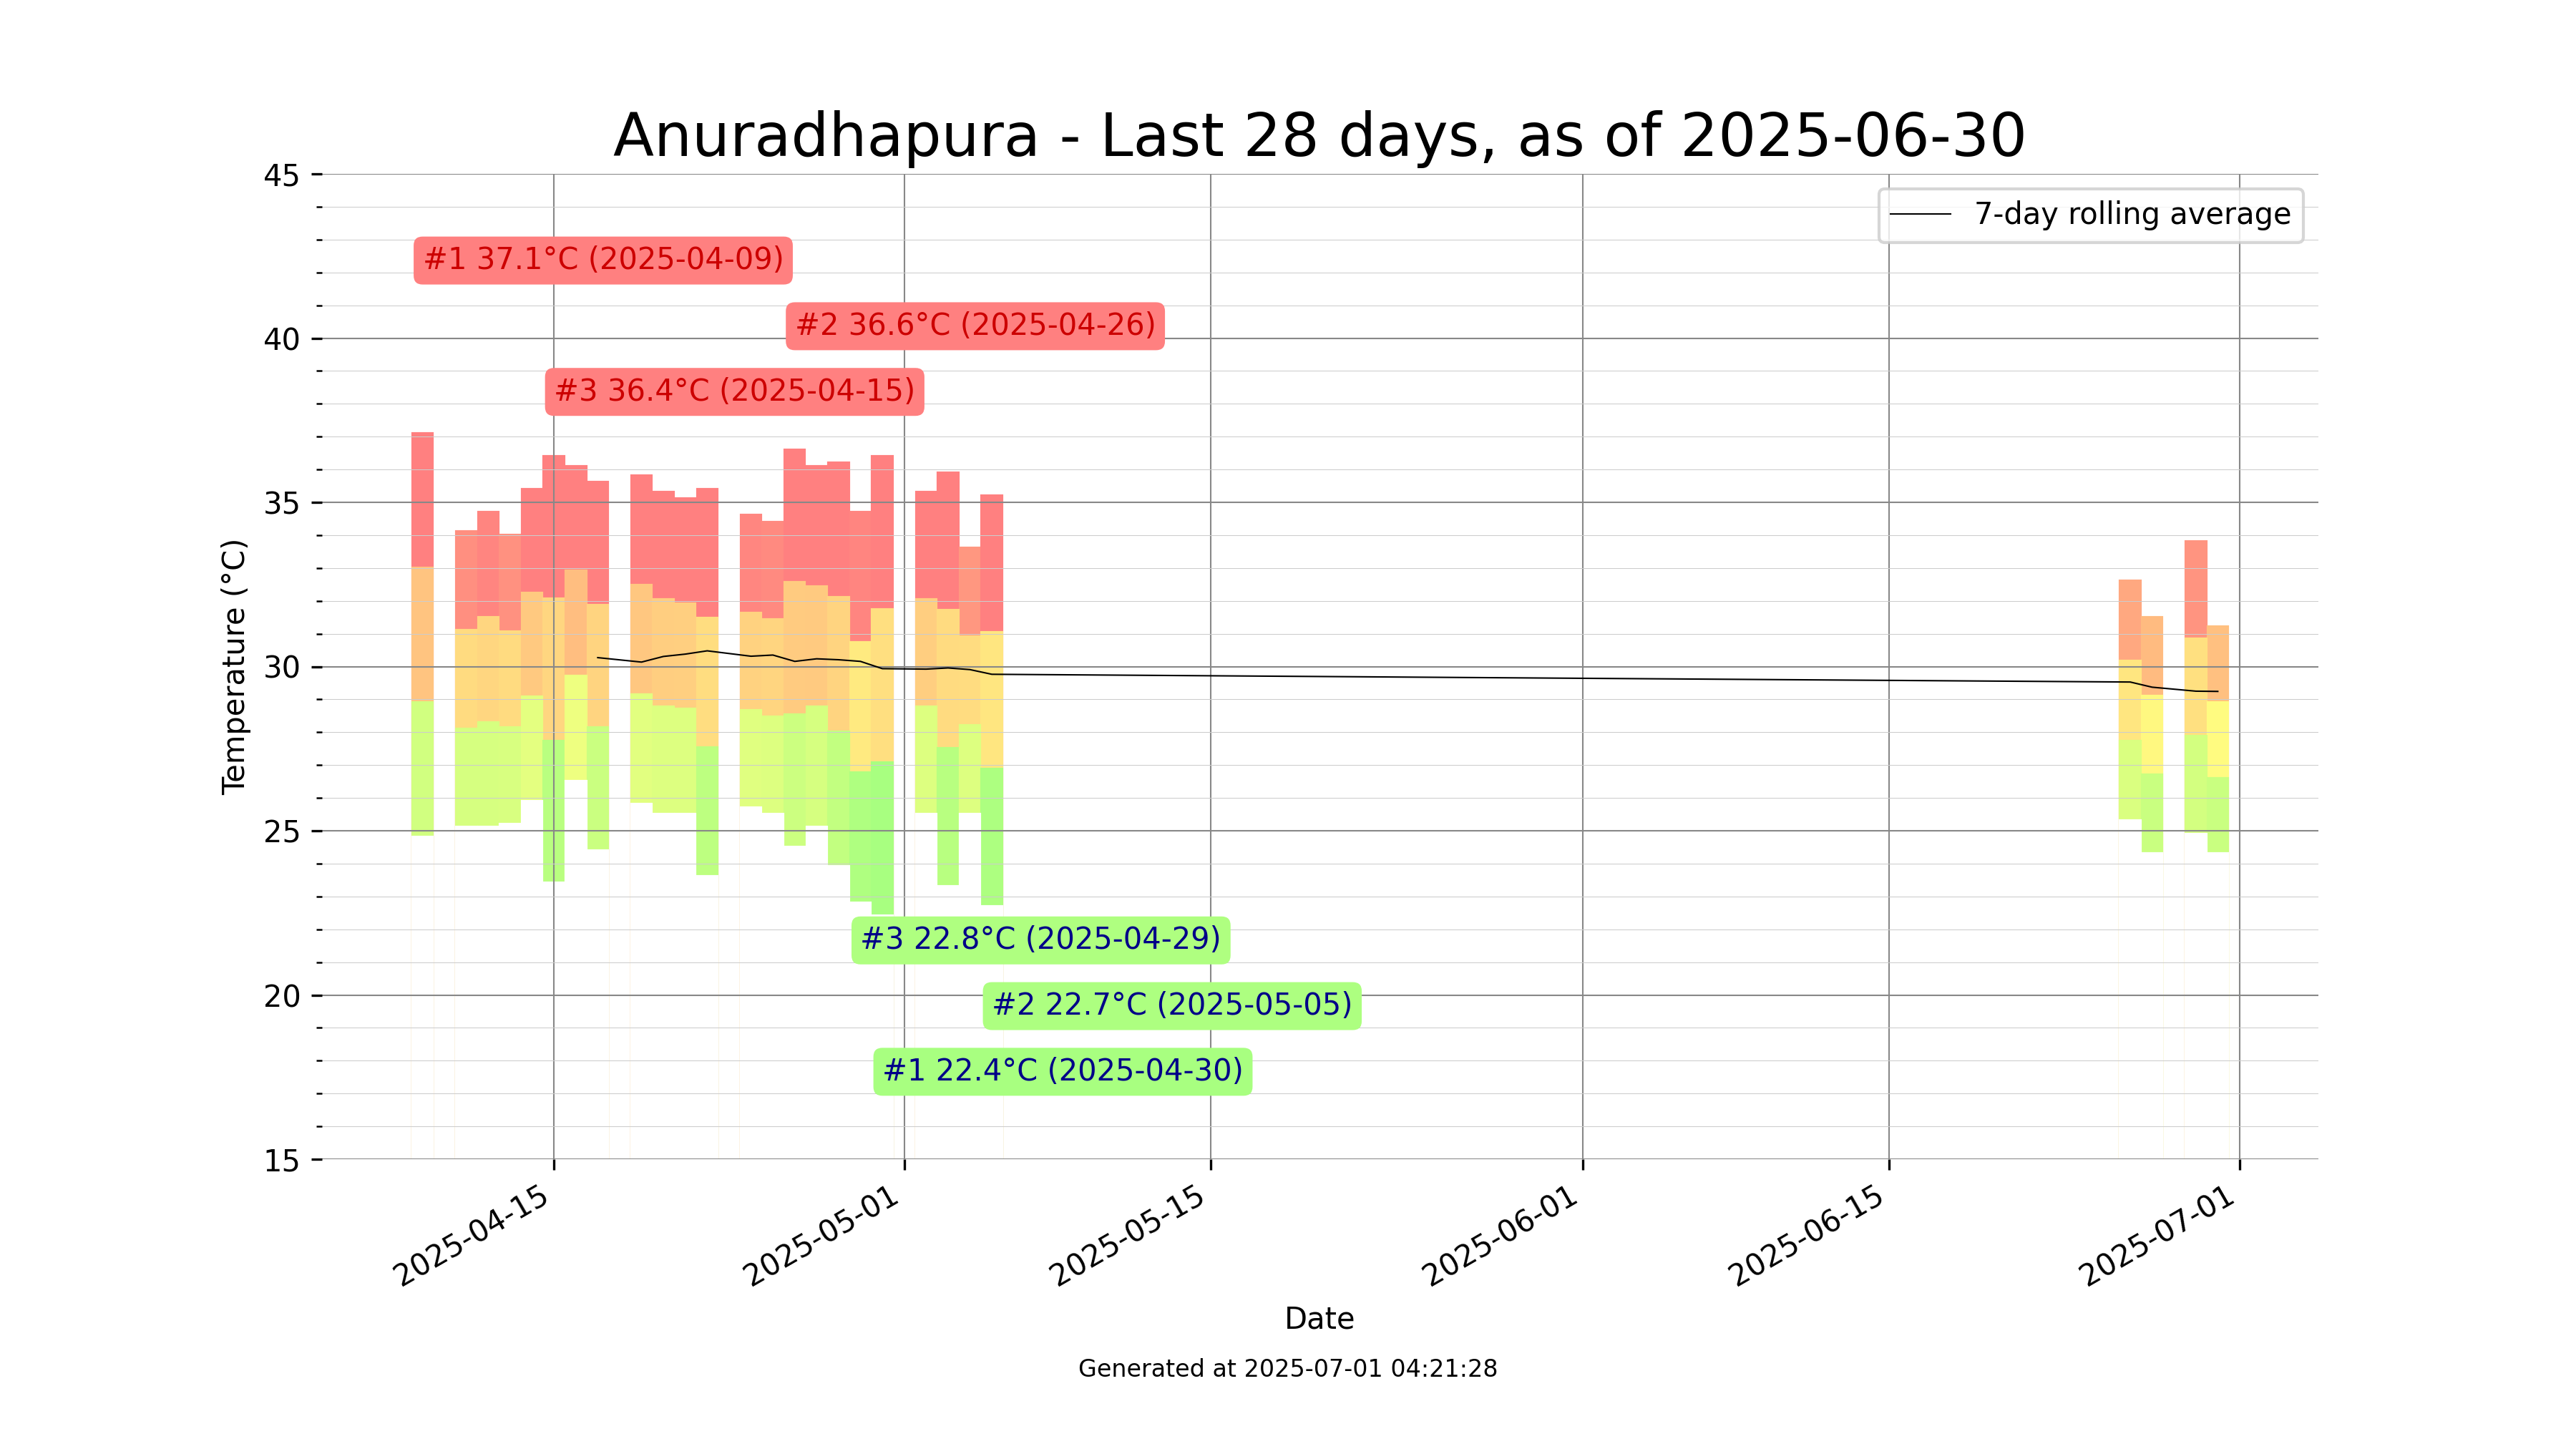 Anuradhapura - Last 28 days, as of 2025-06-30
45
40
35
30
25
20
15
Temperature (°C)
7-day rolling average
#1 37.1°C (2025-04-09)
#2 36.6°C (2025-04-26)
#3 36.4°C (2025-04-15)
#3 22.8°C (2025-04-29)
#2 22.7°C (2025-05-05)
#1 22.4°C (2025-04-30)
2025-04-15
2025-05-01
2025-05-15
2025-06-01
2025-06-15
2025-07-01
Date
Generated at 2025-07-01 04:21:28